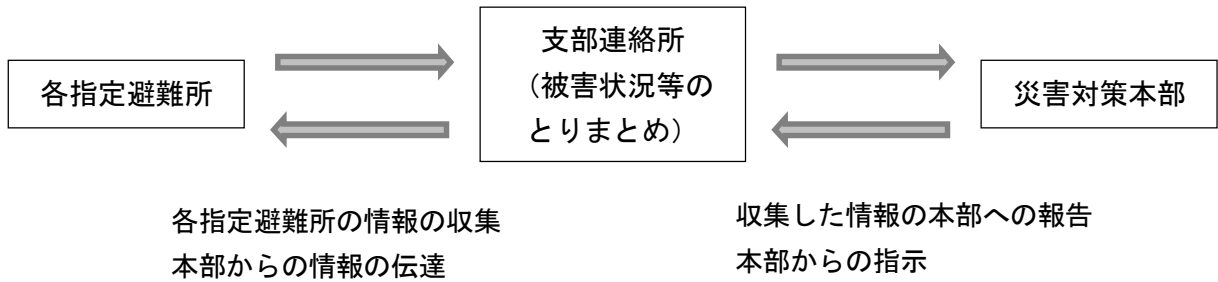 各指定避難所
支部連絡所
（被害状況等の
とりまとめ）
災害対策本部
各指定避難所の情報の収集
本部からの情報の伝達
収集した情報の本部への報告
本部からの指示